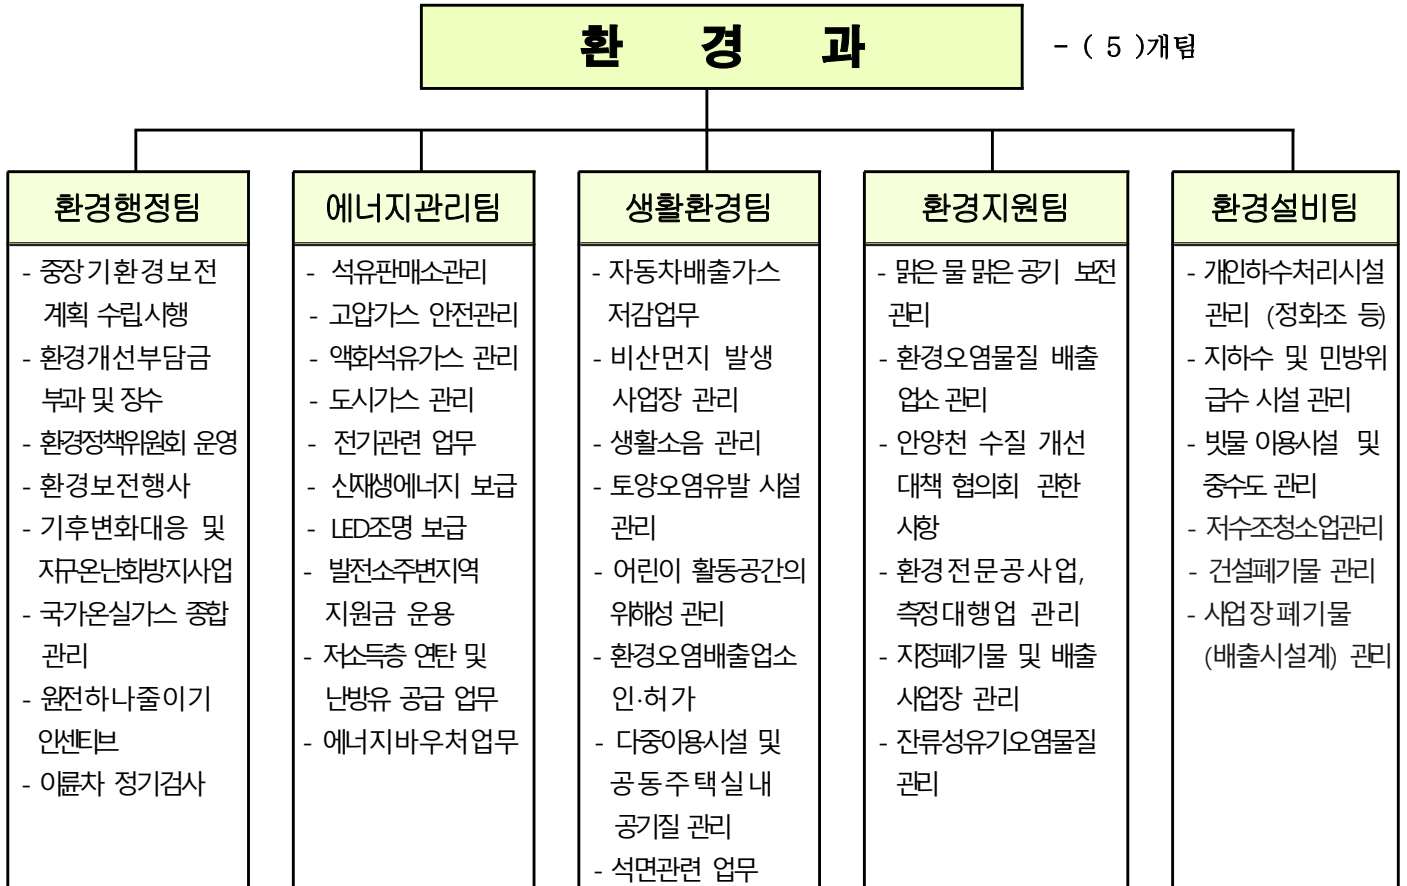 환 경 과
- ( 5 )개팀
환경행정팀
- 중장기환경보전
계획 수립.시행
- 환경개선부담금
부과 및 징수
- 환경정책위원회 운영
- 환경보전행사
- 기후변화대응 및
지구온난화방지사업
- 국가온실가스 종합
관리
- 원전하나줄이기
인센티브
- 이륜차 정기검사
에너지관리팀
- 석유판매소관리
- 고압가스 안전관리
- 액화석유가스 관리
- 도시가스 관리
- 전기관련 업무
- 신재생에너지 보급
- LED조명 보급
- 발전소주변지역
지원금 운용
- 저소득층 연탄 및
난방유 공급 업무
- 에너지바우처업무
생활환경팀
- 자동차배출가스
저감업무
- 비산먼지 발생
사업장 관리
- 생활소음 관리
- 토양오염유발 시설
관리
- 어린이 활동공간의
위해성 관리
- 환경오염배출업소
인·허가
- 다중이용시설 및
공동주택실내
공기질 관리
- 석면관련 업무
환경지원팀
- 맑은 물 맑은 공기 보전
관리
- 환경오염물질 배출
업소 관리
- 안양천 수질 개선
대책 협의회 관한
사항
- 환경전문공사업,
측정대행업 관리
- 지정폐기물 및 배출
사업장 관리
- 잔류성유기오염물질
관리
환경설비팀
- 개인하수처리시설
관리 (정화조 등)
- 지하수 및 민방위
급수 시설 관리
- 빗물 이용시설 및
중수도 관리
- 저수조청소업관리
- 건설폐기물 관리
- 사업장폐기물
(배출시설계) 관리